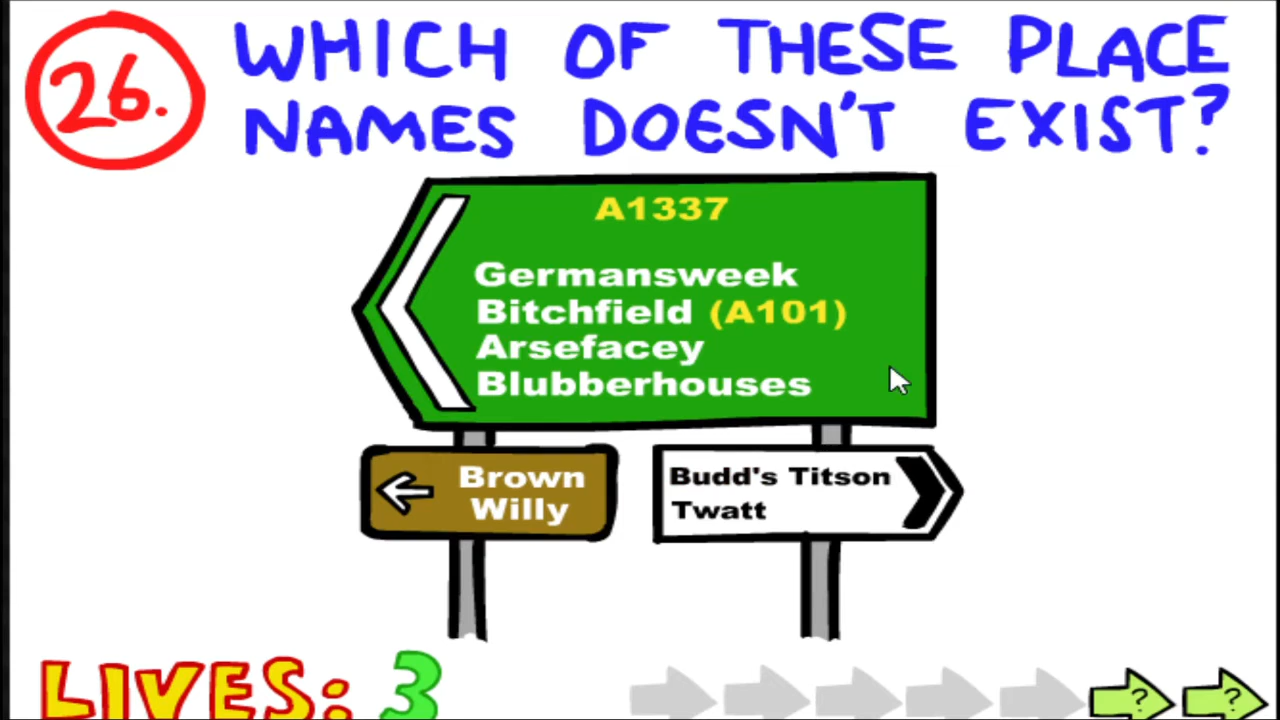 26.
WHICH OF THESE PLACE
NAMES DOESN'T EXIST?
A1337
Germansweek
Bitchfield (A101)
Arsefacey
Blubberhouses
Brown
Willy
Budd's Titson
Twatt
LIVES: 3
? ?